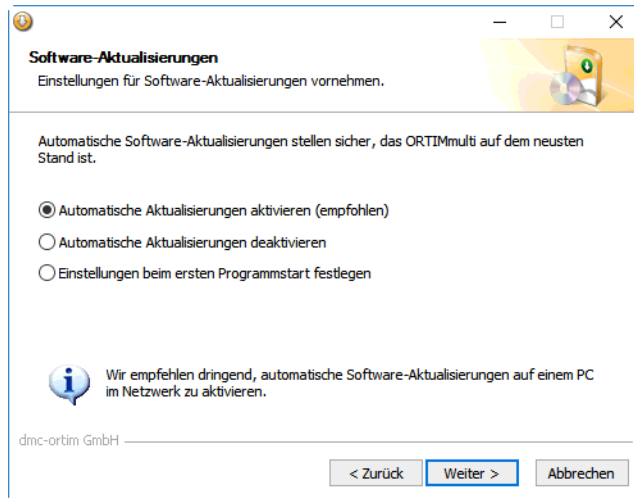 Software-Aktualisierungen
Einstellungen für Software-Aktualisierungen vornehmen.
Automatische Software-Aktualisierungen stellen sicher, das ORTIMmulti auf dem neusten
Stand ist.
Automatische Aktualisierungen aktivieren (empfohlen)
Automatische Aktualisierungen deaktivieren
Einstellungen beim ersten Programmstart festlegen
Wir empfehlen dringend, automatische Software-Aktualisierungen auf einem PC
im Netzwerk zu aktivieren.
dmc-ortim GmbH
< Zurück Weiter > Abbrechen